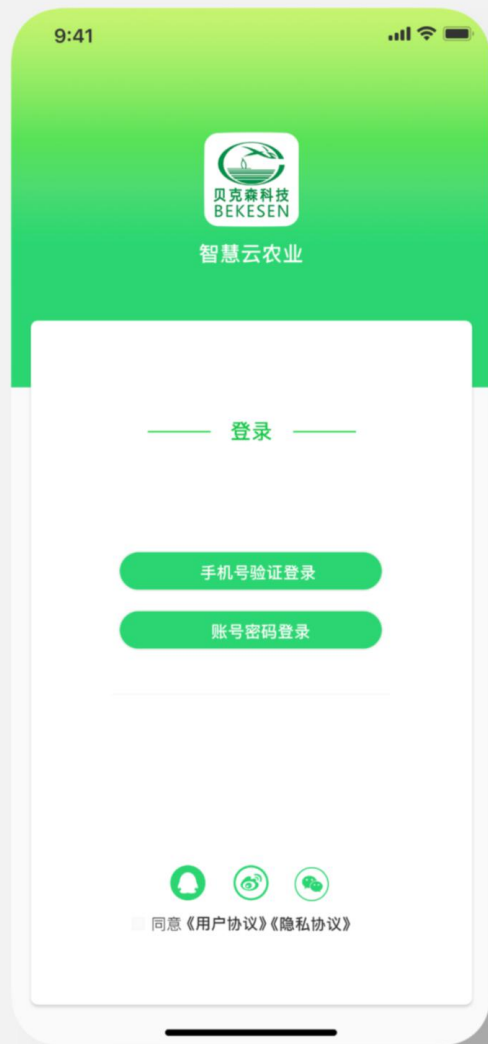 9:41
贝克森科技
BEKESEN
智慧云农业
登录
手机号验证登录
账号密码登录
同意《用户协议》《隐私协议》